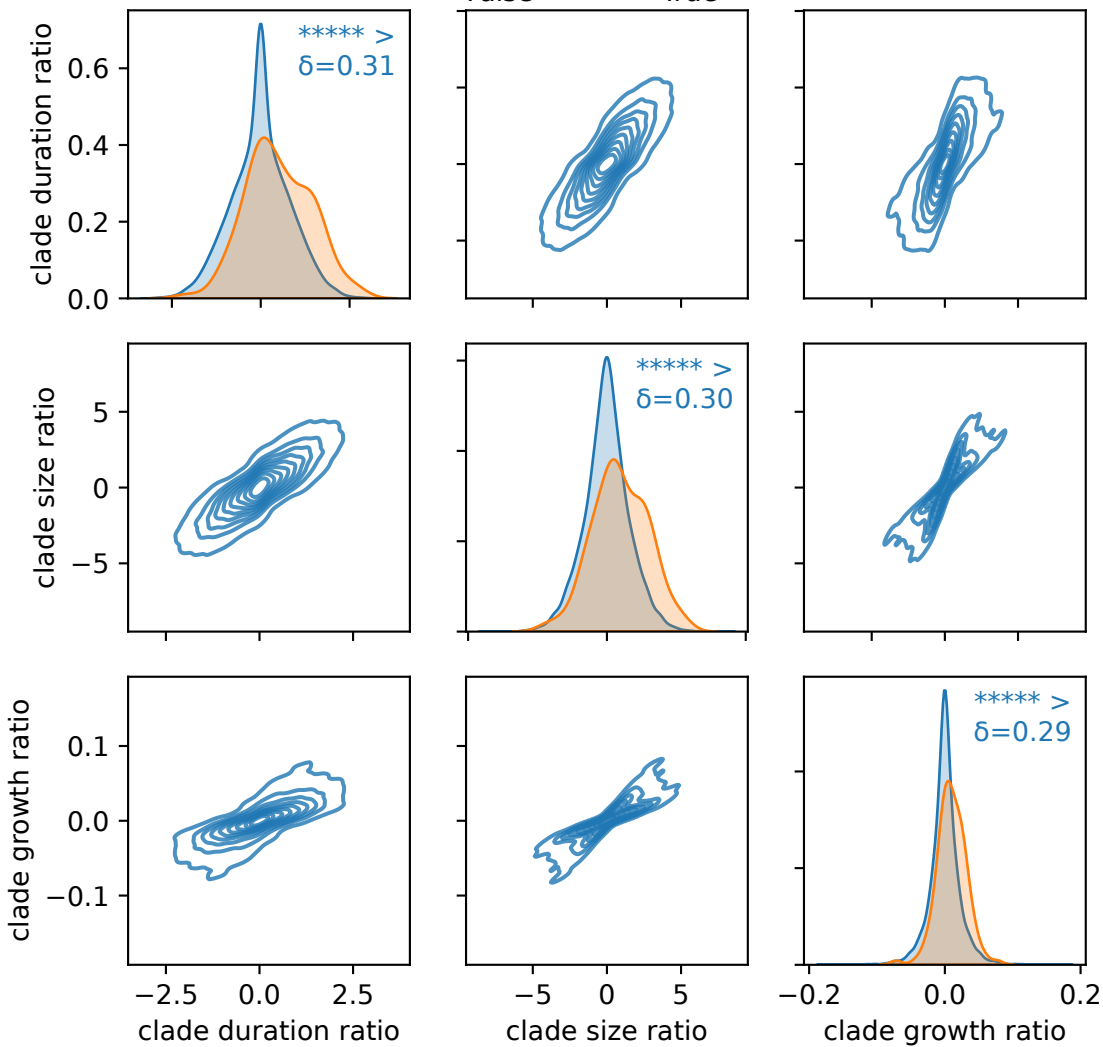 False True
***** >
δ=0.31
clade duration ratio
0.6
0.4
0.2
0.0
***** >
δ=0.30
clade size ratio
5
0
−5
***** >
δ=0.29
clade growth ratio
0.1
0.0
−0.1
−2.5 0.0 2.5
−5 0 5
−0.2 0.0 0.2
clade duration ratio
clade size ratio
clade growth ratio